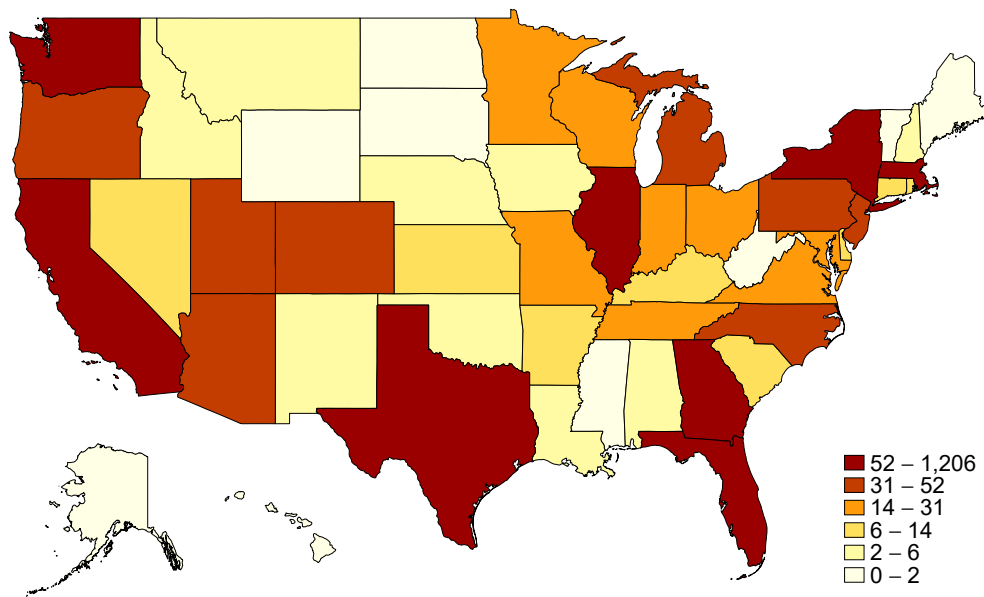 52 – 1,206
31 – 52
14 – 31
6 – 14
2 – 6
0 – 2